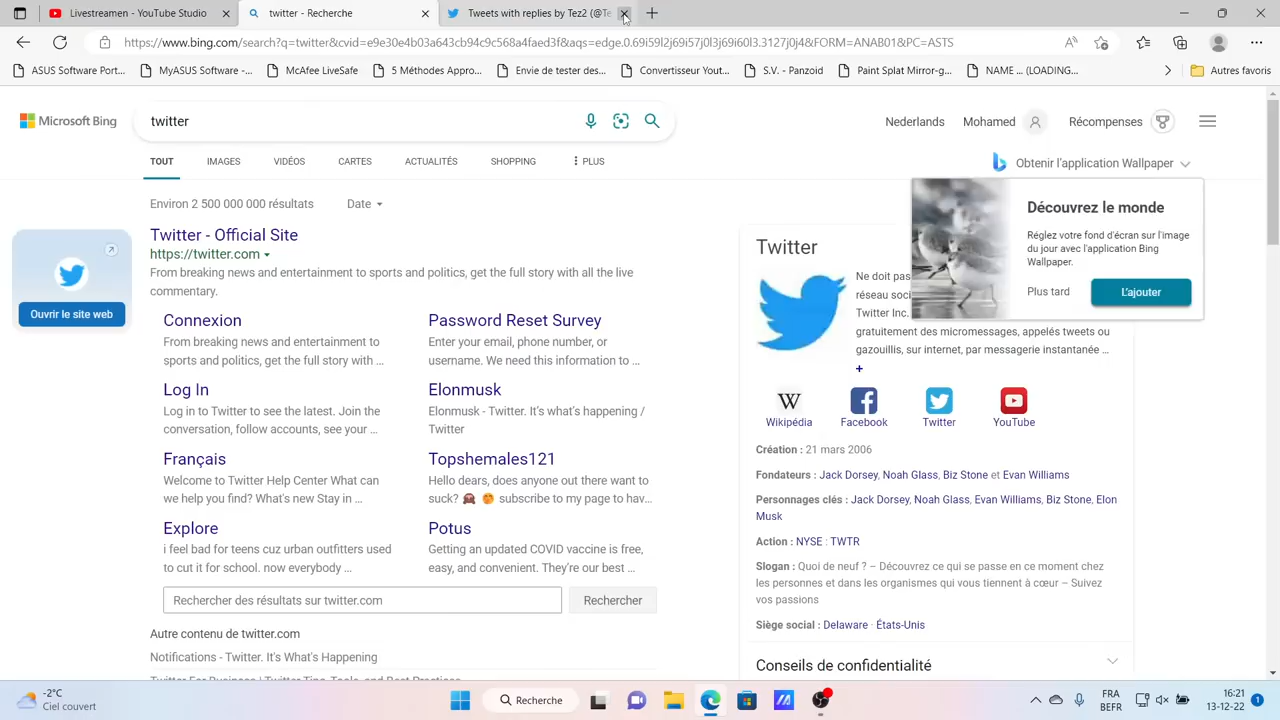 YouTube - Livestream
twitter - Recherche
Tweets with replies by Tez2 (@Te
https://www.bing.com/search?q=twitter&cvid=e9e30e4b03a643cb94c9c568a4faed3f&aqs=edge.0.69i59l2j69i57j0l3j69i60l3.3127j0j4&FORM=ANAB01&PC=ASTS
ASUS Software Port...
MyASUS Software -...
McAfee LiveSafe
5 Méthodes Appro...
Envie de tester des...
Convertisseur Yout...
S.V. - Panzoid
Paint Splat Mirror-g...
NAME ... (LOADING...
Autres favoris
Microsoft Bing
twitter
Nederlands
Mohamed
Récompenses
TOUT
IMAGES
VIDÉOS
CARTES
ACTUALITÉS
SHOPPING
PLUS
Obtenir l'application Wallpaper
Environ 2 500 000 000 résultats
Date
Ouvrir le site web
Twitter - Official Site
https://twitter.com
From breaking news and entertainment to sports and politics, get the full story with all the live
commentary.
Connexion
From breaking news and entertainment to
sports and politics, get the full story with ...
Password Reset Survey
Enter your email, phone number, or
username. We need this information to ...
Log In
Log in to Twitter to see the latest. Join the
conversation, follow accounts, see your ...
Elonmusk
Elonmusk - Twitter. It's what's happening /
Twitter
Français
Welcome to Twitter Help Center What can
we help you find? What's new Stay in ...
Topshemales121
Hello dears, does anyone out there want to
suck? 🙈 🤭 subscribe to my page to hav...
Explore
i feel bad for teens cuz urban outfitters used
to cut it for school. now everybody ...
Potus
Getting an updated COVID vaccine is free,
easy, and convenient. They're our best ...
Rechercher des résultats sur twitter.com
Rechercher
Autre contenu de twitter.com
Notifications - Twitter. It's What's Happening
Twitter For Business | Twitter Tips, Tools, and Best Practices
Découvrez le monde
Réglez votre fond d'écran sur l'image
du jour avec l'application Bing
Wallpaper.
Plus tard
L'ajouter
Twitter
Ne doit pas
réseau soci
Twitter Inc.
gratuitement des micromessages, appelés tweets ou
gazouillis, sur internet, par messagerie instantanée ...
+
Wikipédia
Facebook
Twitter
YouTube
Création : 21 mars 2006
Fondateurs : Jack Dorsey, Noah Glass, Biz Stone et Evan Williams
Personnages clés : Jack Dorsey, Noah Glass, Evan Williams, Biz Stone, Elon
Musk
Action : NYSE : TWTR
Slogan : Quoi de neuf ? – Découvrez ce qui se passe en ce moment chez
les personnes et dans les organismes qui vous tiennent à cœur – Suivez
vos passions
Siège social : Delaware · États-Unis
Conseils de confidentialité
-2°C
Ciel couvert
Recherche
FRA
BEFR
16:21
13-12-22
1